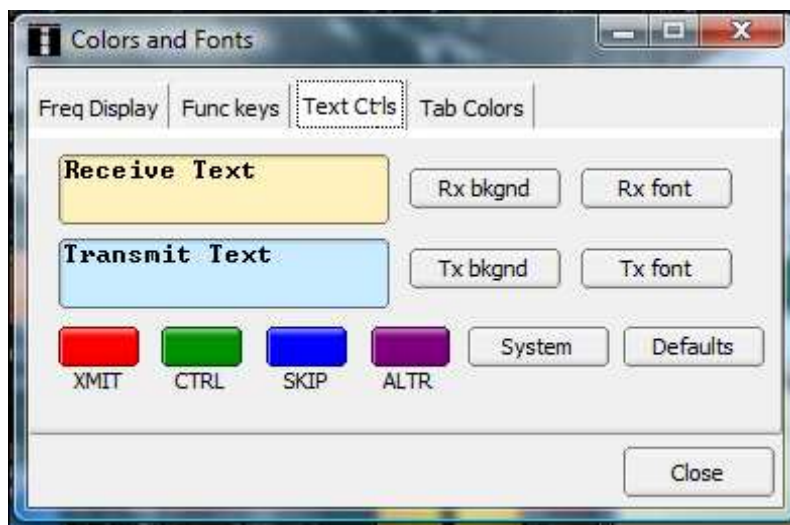 Colors and Fonts
Freq Display Func keys Text Ctrls Tab Colors
Receive Text
Rx bkgnd Rx font
Transmit Text
Tx bkgnd Tx font
System Defaults
XMIT CTRL SKIP ALTR
Close